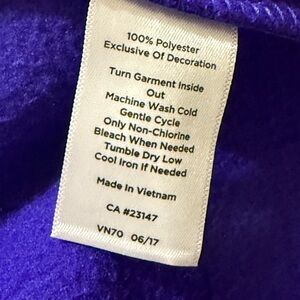 100% Polyester
Exclusive Of Decoration
Turn Garment Inside
Out
Machine Wash Cold
Gentle Cycle
Only Non-Chlorine
Bleach When Needed
Tumble Dry Low
Cool Iron If Needed
Made In Vietnam
CA #23147
VN70 06/17